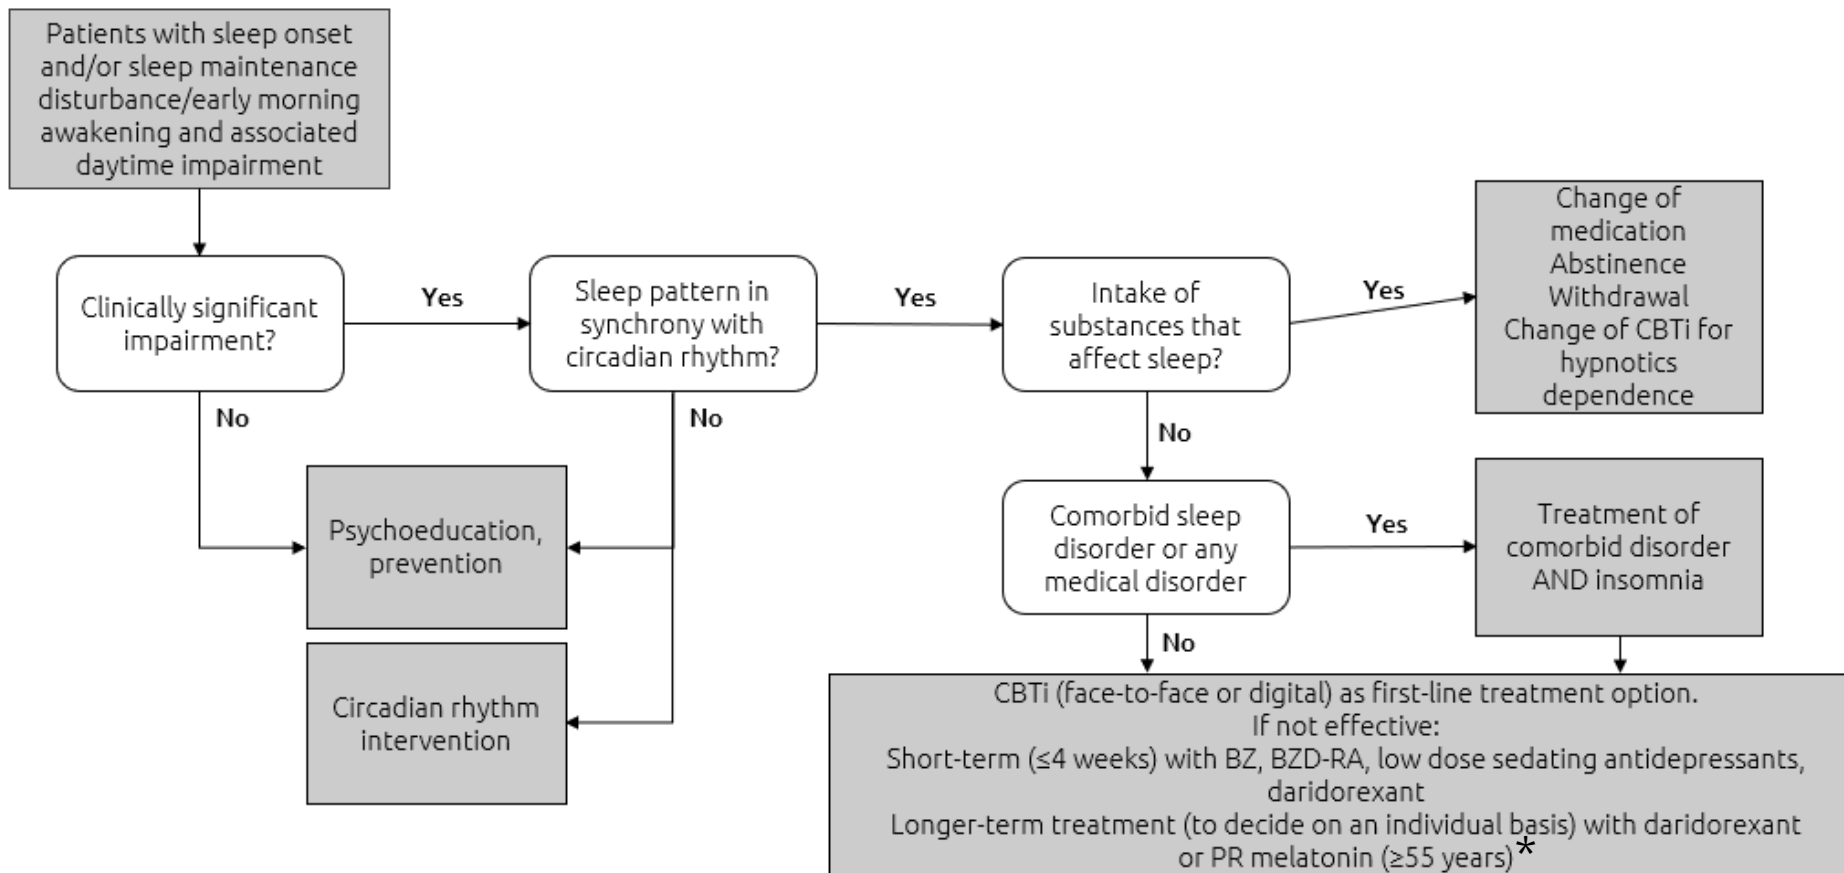 Patients with sleep onset
and/or sleep maintenance
disturbance/early morning
awakening and associated
daytime impairment
Clinically significant
impairment?
Yes
No
Sleep pattern in
synchrony with
circadian rhythm?
Yes
No
Intake of
substances that
affect sleep?
Yes
No
Change of
medication
Abstinence
Withdrawal
Change of CBTi for
hypnotics
dependence
Psychoeducation,
prevention
Circadian rhythm
intervention
Comorbid sleep
disorder or any
medical disorder
Yes
No
Treatment of
comorbid disorder
AND insomnia
CBTi (face-to-face or digital) as first-line treatment option.
If not effective:
Short-term (≤4 weeks) with BZ, BZD-RA, low dose sedating antidepressants,
daridorexant
Longer-term treatment (to decide on an individual basis) with daridorexant
or PR melatonin (≥55 years)*